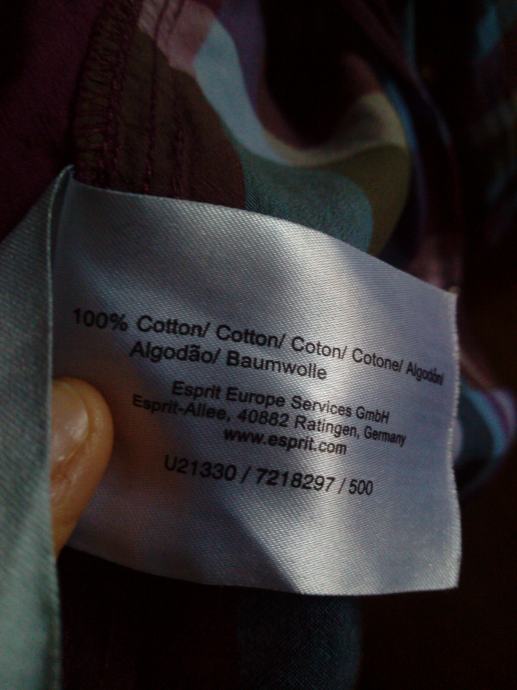 100% Cotton/ Cotton/ Coton/ Cotone/ Algodón/
Algodão/ Baumwolle
Esprit Europe Services GmbH
Esprit-Allee, 40882 Ratingen, Germany
www.esprit.com
U21330 / 7218297 / 500